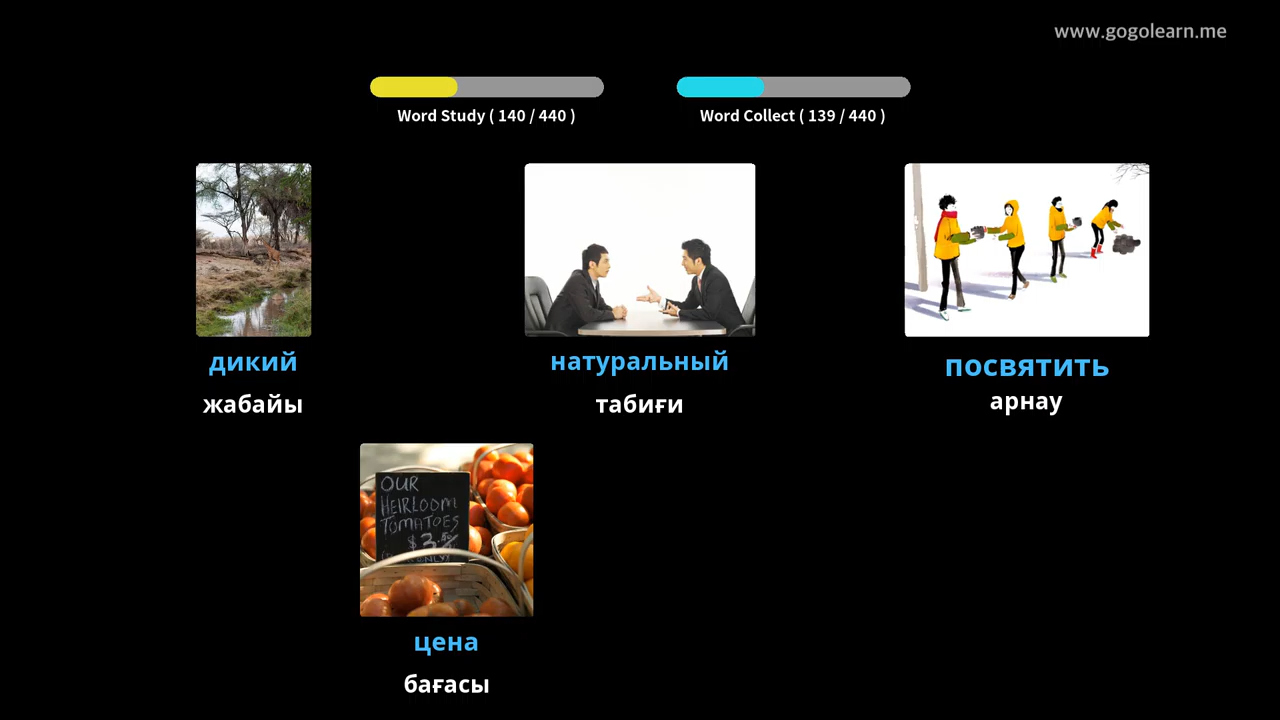 www.gogolearn.me
Word Study ( 140 / 440 )
Word Collect ( 139 / 440 )
дикий
натуральный
посвятить
жабайы
табиғи
арнау
OUR
HEIRLOOM
TOMATOES
цена
бағасы